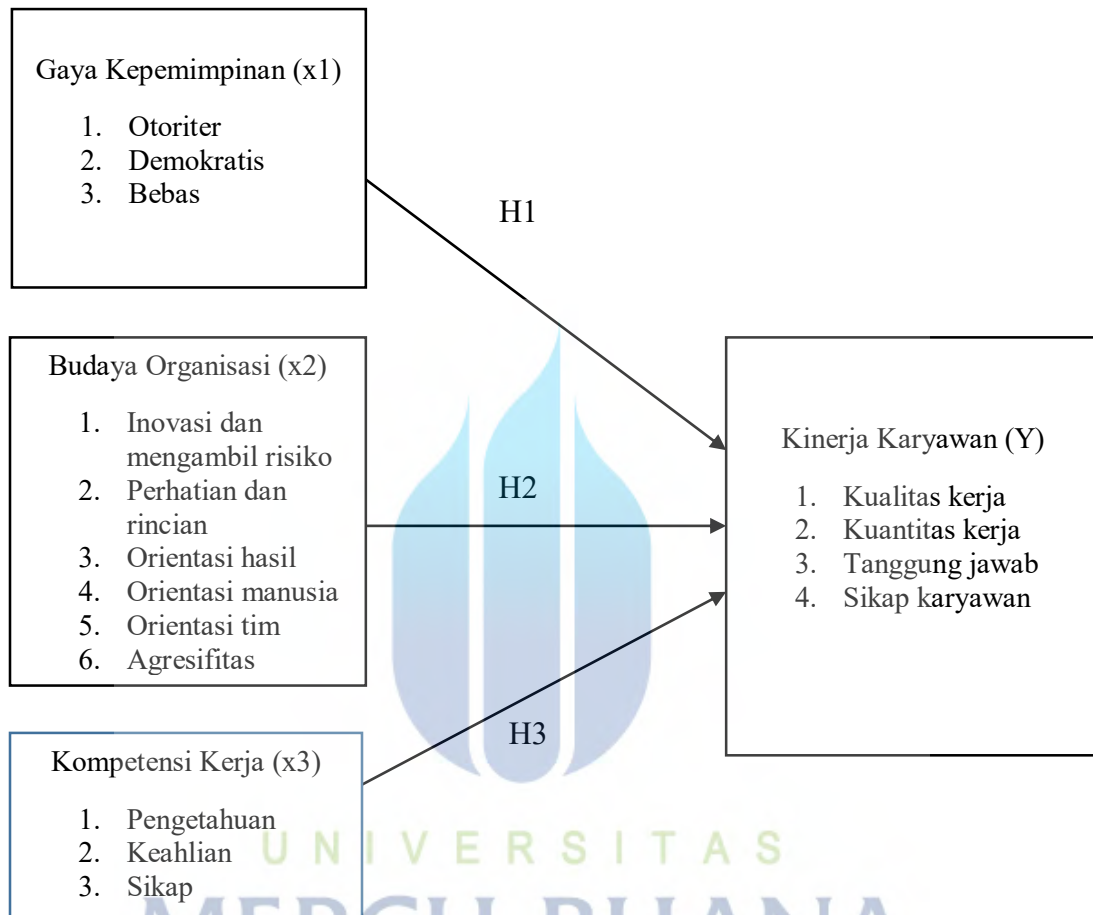 Gaya Kepemimpinan (x1)
1. Otoriter
2. Demokratis
3. Bebas
H1
Budaya Organisasi (x2)
1. Inovasi dan
mengambil risiko
2. Perhatian dan
rincian
3. Orientasi hasil
4. Orientasi manusia
5. Orientasi tim
6. Agresifitas
H2
Kinerja Karyawan (Y)
1. Kualitas kerja
2. Kuantitas kerja
3. Tanggung jawab
4. Sikap karyawan
H3
Kompetensi Kerja (x3)
1. Pengetahuan
2. Keahlian
3. Sikap
UNIVERSITAS
MERCU BUANA